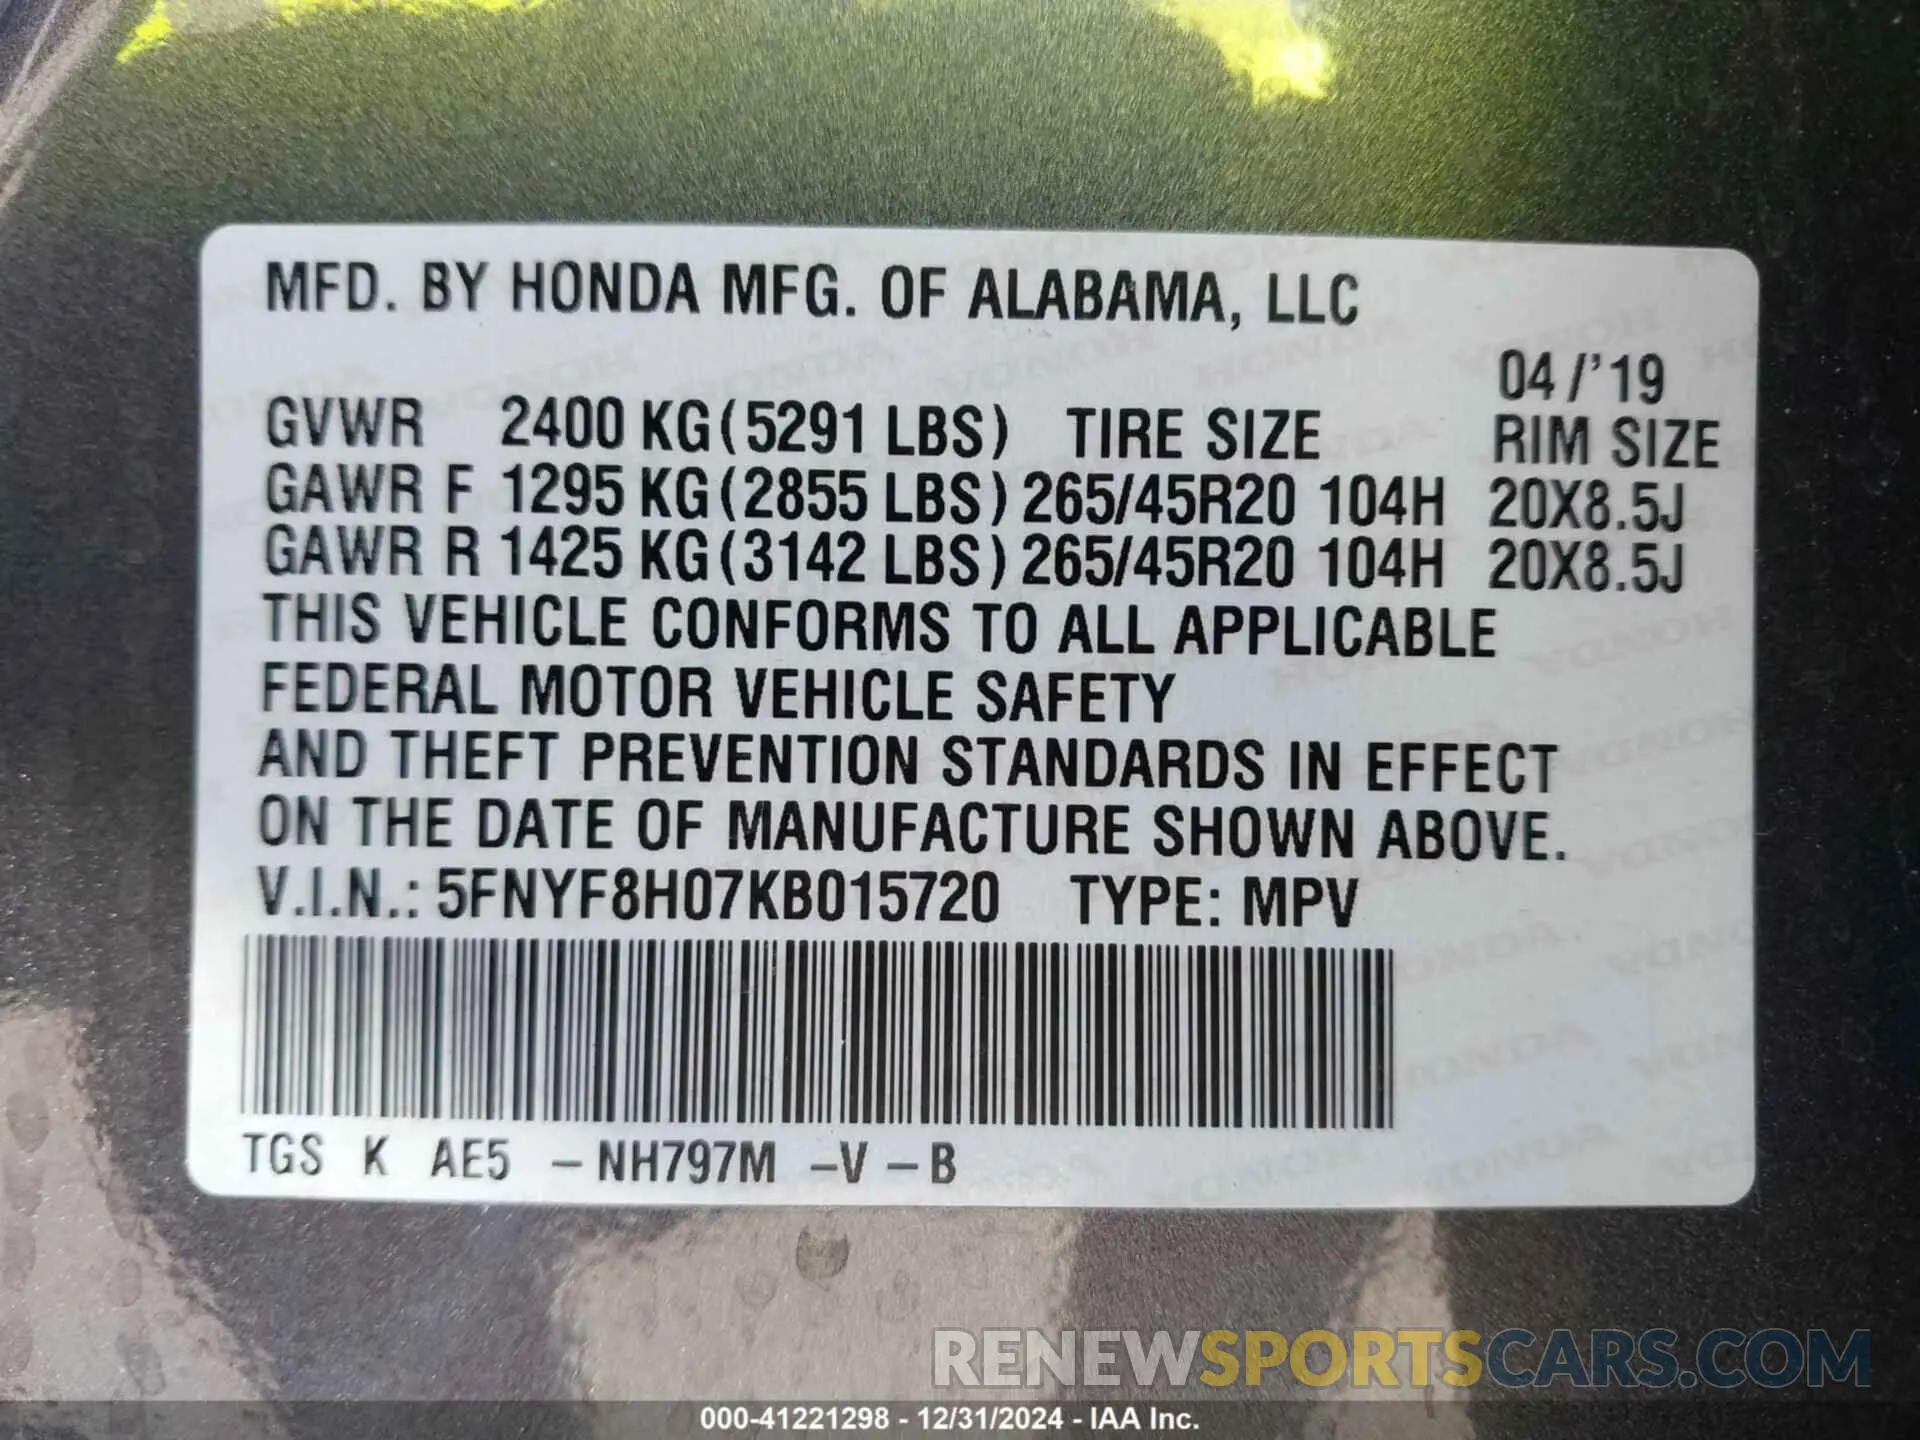 MFD. BY HONDA MFG. OF ALABAMA, LLC
04/'19
GVWR 2400 KG(5291 LBS) TIRE SIZE RIM SIZE
GAWR F 1295 KG(2855 LBS) 265/45R20 104H 20X8.5J
GAWR R 1425 KG(3142 LBS) 265/45R20 104H 20X8.5J
THIS VEHICLE CONFORMS TO ALL APPLICABLE
FEDERAL MOTOR VEHICLE SAFETY
AND THEFT PREVENTION STANDARDS IN EFFECT
ON THE DATE OF MANUFACTURE SHOWN ABOVE.
V.I.N.: 5FNYF8H07KB015720 TYPE: MPV
TGS K AE5 –NH797M –V –B
RENEWSPORTSCARS.COM
000-41221298 - 12/31/2024 - IAA Inc.